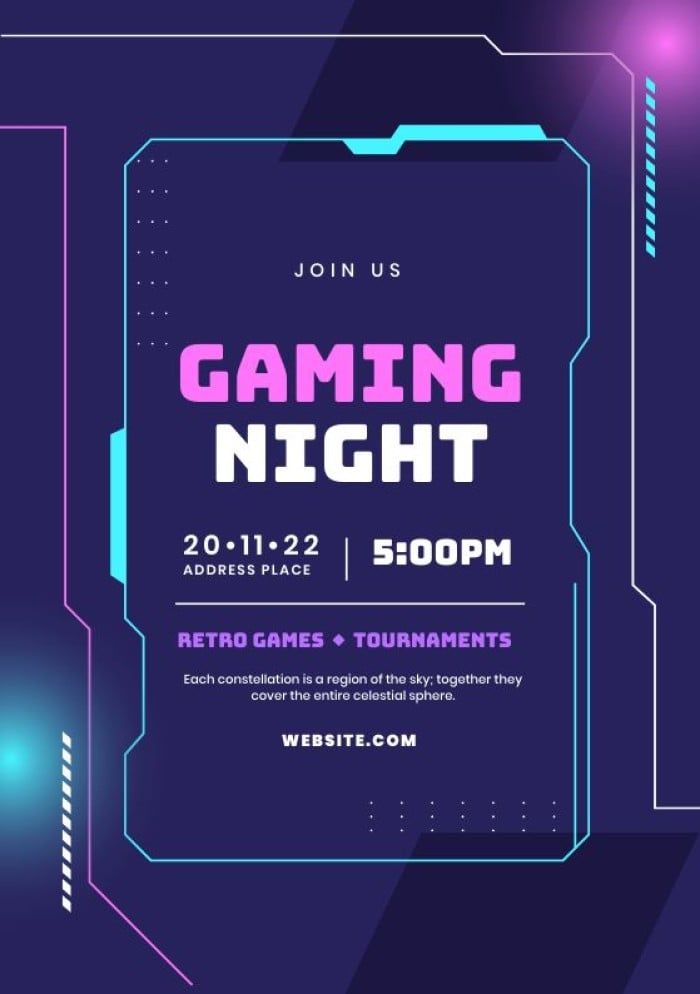 JOIN US
GAMING
NIGHT
20•11•22
ADDRESS PLACE
5:00PM
RETRO GAMES ◆ TOURNAMENTS
Each constellation is a region of the sky; together they
cover the entire celestial sphere.
WEBSITE.COM